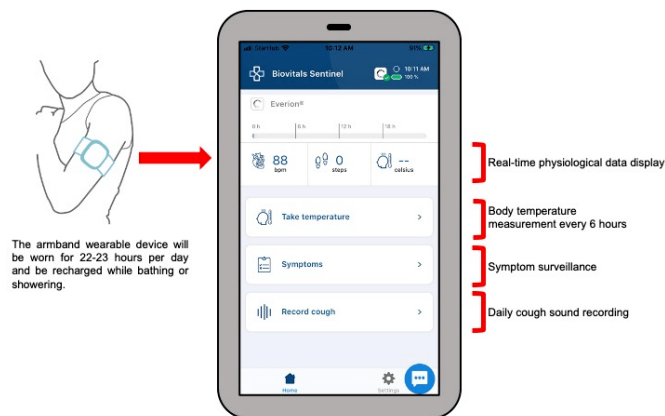 StarHub 10:12 AM 91%
Biovitals Sentinel
10:11 AM
100 %
Everion®
0 h 6 h 12 h 18 h
88 0 --
bpm steps celsius
Real-time physiological data display
Take temperature >
Body temperature
measurement every 6 hours
Symptoms >
Symptom surveillance
Record cough >
Daily cough sound recording
Home Settings
The armband wearable device will
be worn for 22-23 hours per day
and be recharged while bathing or
showering.